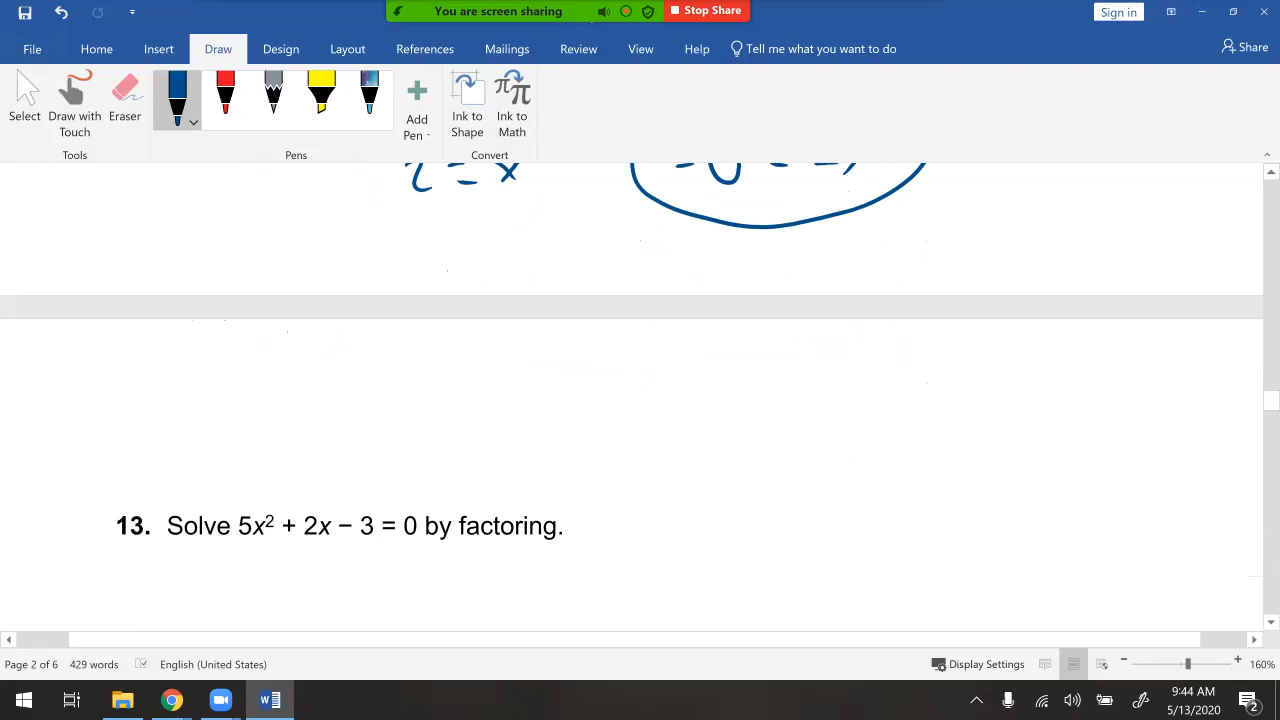 You are screen sharing Stop Share Sign in
File Home Insert Draw Design Layout References Mailings Review View Help Tell me what you want to do Share
Select Draw with Touch Eraser Add Pen Ink to Shape Ink to Math
Tools Pens Convert
2 = x
13. Solve 5x² + 2x − 3 = 0 by factoring.
Page 2 of 6 429 words English (United States) Display Settings 160%
9:44 AM
5/13/2020 2